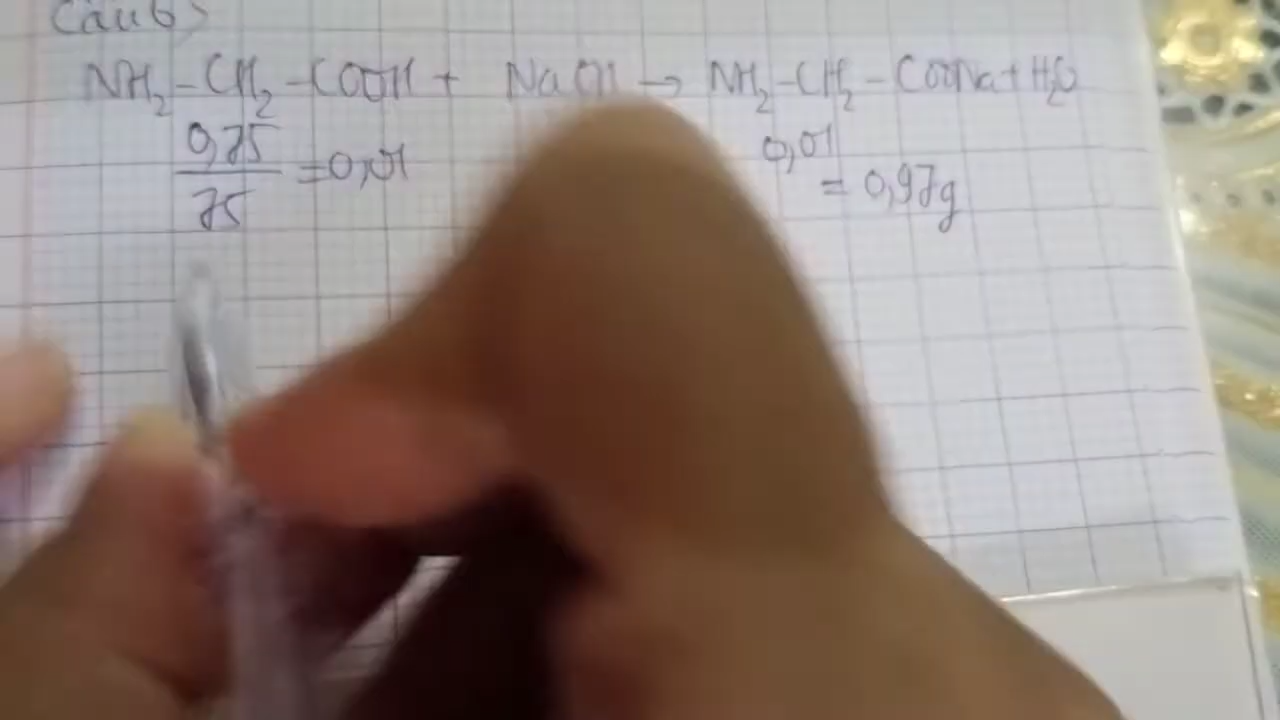 Câu 6>
NH2-CH2-COOH + NaOH → NH2-CH2-COONa + H2O
0,75
0,01
75
=0,01
= 0,97g